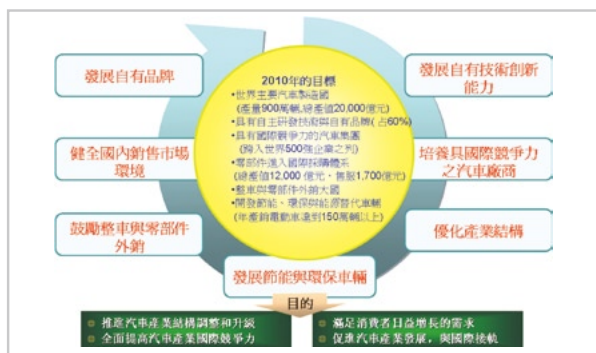 發展自有品牌
健全國內銷售市場
環境
鼓勵整車與零部件
外銷
2010年的目標
•世界主要汽車製造國
(產量900萬輛,總產值20,000億元)
•具有自主研發技術與自有品牌(占60%)
•具有國際競爭力的汽車集團
(跨入世界500強企業之列)
•零部件進入國際採購體系
(總產值12,000億元、售服1,700億元)
•整車與零部件外銷大國
•開發節能、環保與能源替代車輛
(年產銷電動車達到150萬輛以上)
發展自有技術創新
能力
培養具國際競爭力
之汽車廠商
優化產業結構
發展節能與環保車輛
目的
推進汽車產業結構調整和升級
全面提高汽車產業國際競爭力
滿足消費者日益增長的需求
促進汽車產業發展，與國際接軌